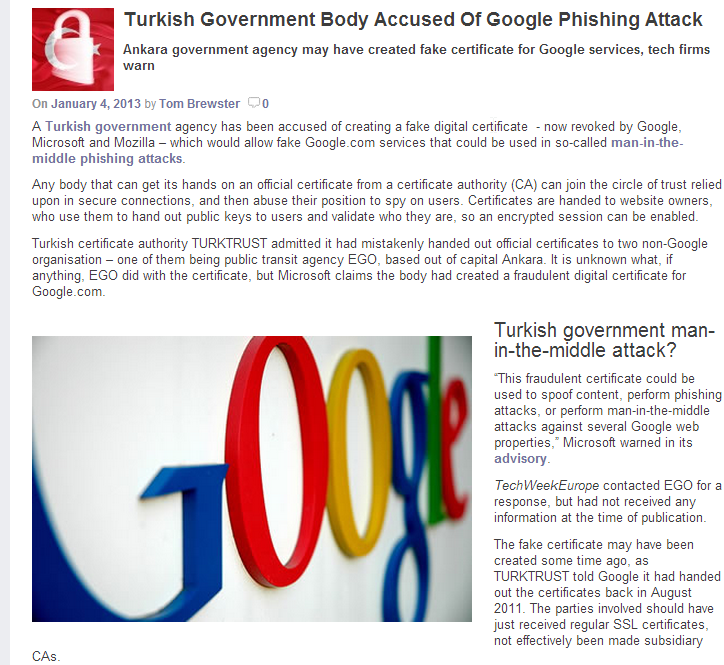 Turkish Government Body Accused Of Google Phishing Attack
Ankara government agency may have created fake certificate for Google services, tech firms
warn
On January 4, 2013 by Tom Brewster 0
A Turkish government agency has been accused of creating a fake digital certificate - now revoked by Google,
Microsoft and Mozilla – which would allow fake Google.com services that could be used in so-called man-in-the-
middle phishing attacks.
Any body that can get its hands on an official certificate from a certificate authority (CA) can join the circle of trust relied
upon in secure connections, and then abuse their position to spy on users. Certificates are handed to website owners,
who use them to hand out public keys to users and validate who they are, so an encrypted session can be enabled.
Turkish certificate authority TURKTRUST admitted it had mistakenly handed out official certificates to two non-Google
organisation – one of them being public transit agency EGO, based out of capital Ankara. It is unknown what, if
anything, EGO did with the certificate, but Microsoft claims the body had created a fraudulent digital certificate for
Google.com.
Google
Turkish government man-
in-the-middle attack?
“This fraudulent certificate could be
used to spoof content, perform phishing
attacks, or perform man-in-the-middle
attacks against several Google web
properties,” Microsoft warned in its
advisory.
TechWeekEurope contacted EGO for a
response, but had not received any
information at the time of publication.
The fake certificate may have been
created some time ago, as
TURKTRUST told Google it had handed
out the certificates back in August
2011. The parties involved should have
just received regular SSL certificates,
not effectively been made subsidiary
CAs.